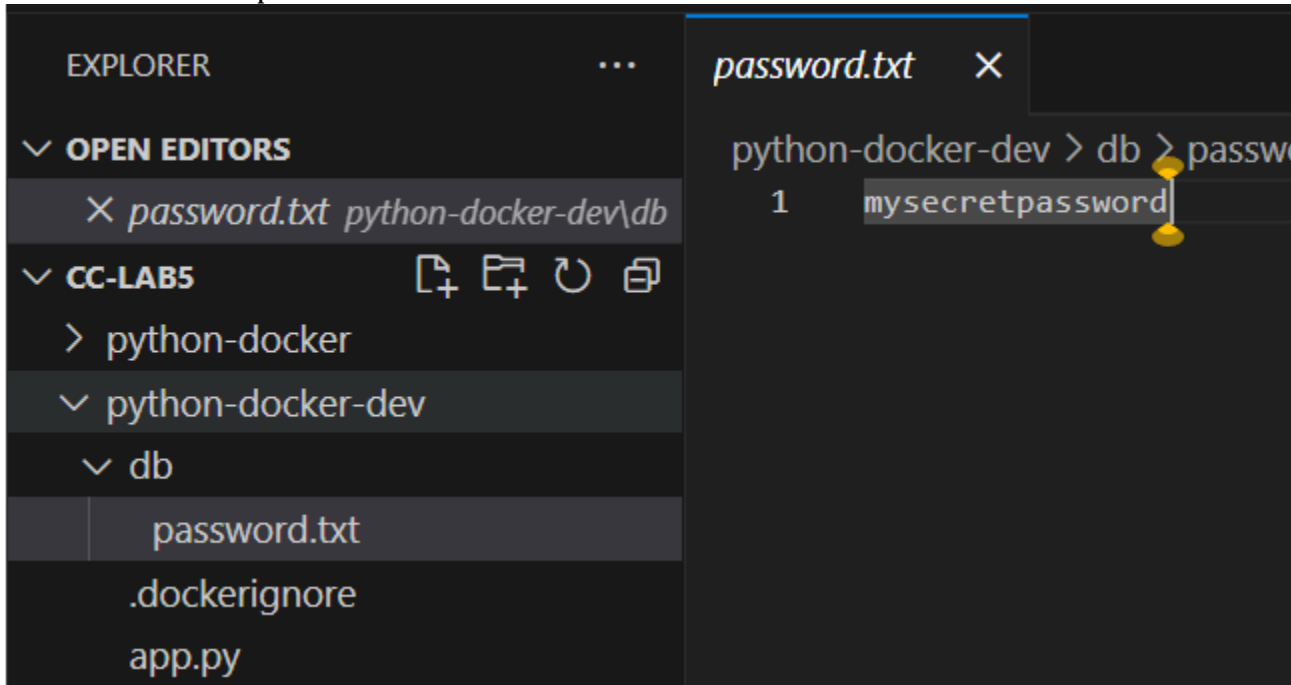 EXPLORER
OPEN EDITORS
password.txt python-docker-dev\db
CC-LAB5
python-docker
python-docker-dev
db
password.txt
.dockerignore
app.py
password.txt
python-docker-dev > db >
1 mysecretpassword